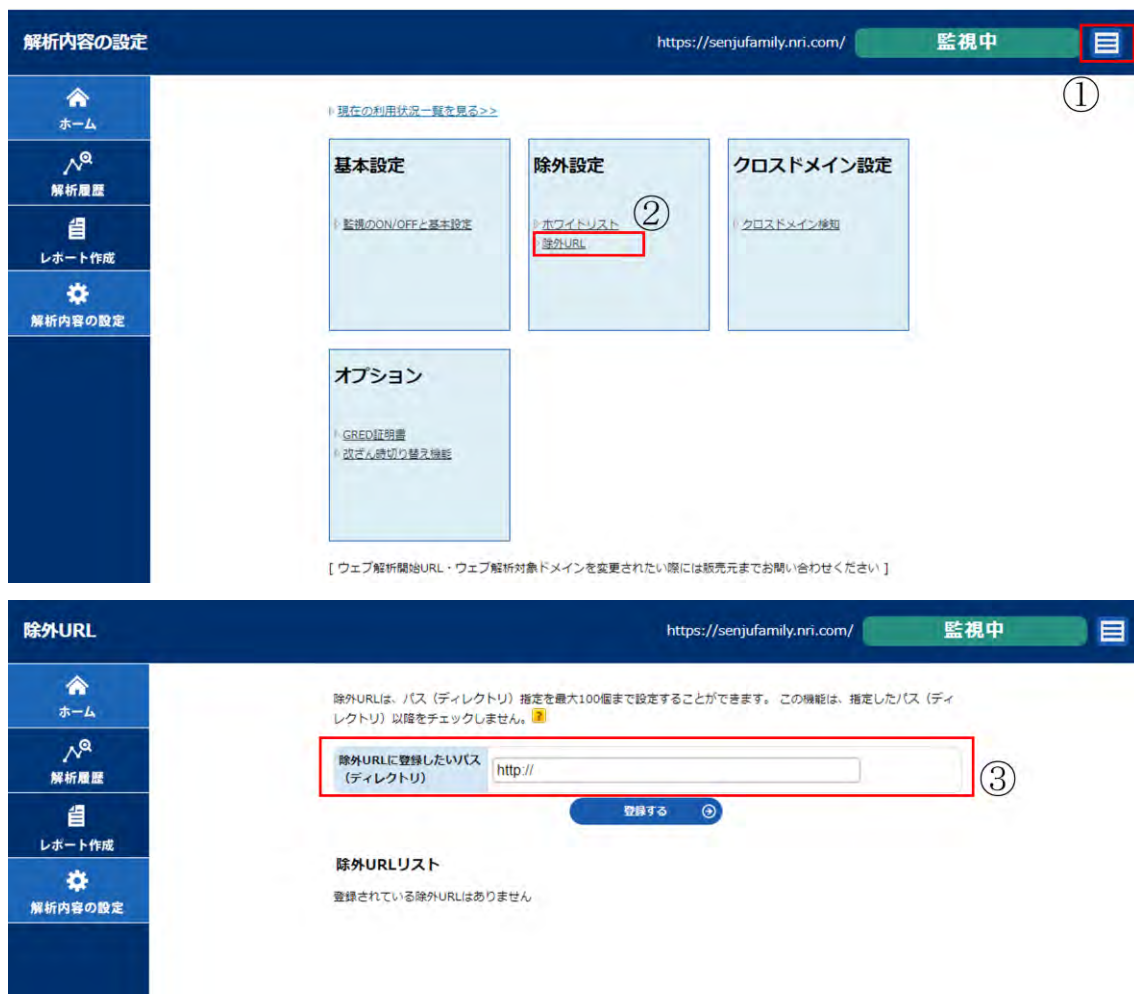 解析内容の設定
https://senjufamily.nri.com/
監視中
①
ホーム
解析履歴
レポート作成
解析内容の設定
現在の利用状況一覧を見る>>
基本設定
監視のON/OFFと基本設定
除外設定
②
ホワイトリスト
除外URL
クロスドメイン設定
クロスドメイン検知
オプション
GRED証明書
改ざん時切り替え機能
[ ウェブ解析開始URL・ウェブ解析対象ドメインを変更されたい際には販売元までお問い合わせください ]
除外URL
https://senjufamily.nri.com/
監視中
ホーム
解析履歴
レポート作成
解析内容の設定
除外URLは、パス（ディレクトリ）指定を最大100個まで設定することができます。 この機能は、指定したパス（ディ
レクトリ）以降をチェックしません。?
除外URLに登録したいパス
（ディレクトリ）
http://
③
登録する
除外URLリスト
登録されている除外URLはありません